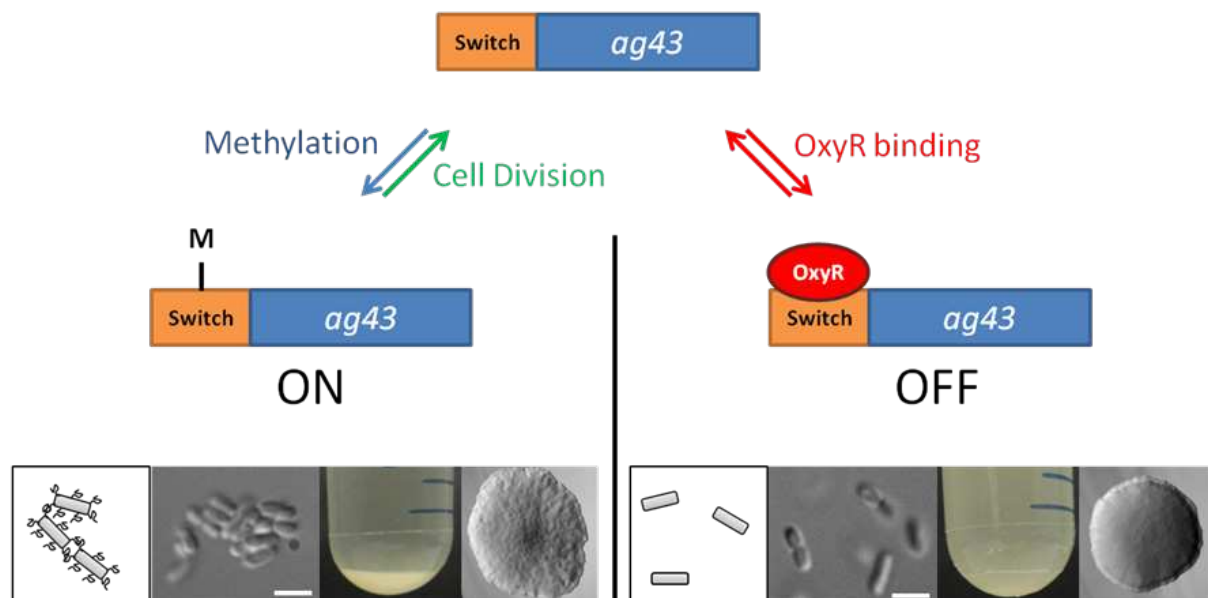 Switch ag43
Methylation
Cell Division
OxyR binding
M
Switch ag43
OxyR
Switch ag43
ON
OFF